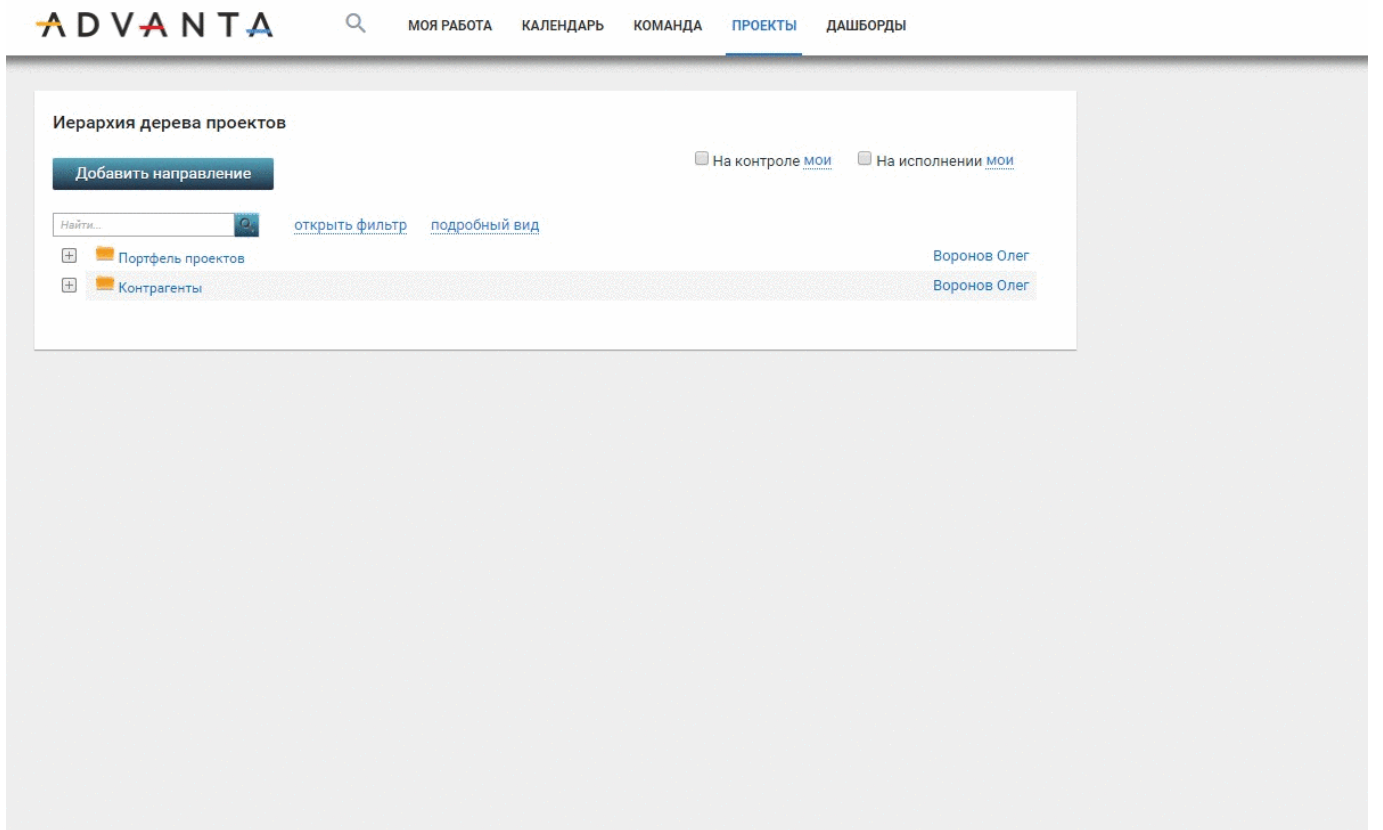 ADVANTA МОЯ РАБОТА КАЛЕНДАРЬ КОМАНДА ПРОЕКТЫ ДАШБОРДЫ
Иерархия дерева проектов
Добавить направление На контроле мои На исполнении мои
Найти... открыть фильтр подробный вид
Портфель проектов Воронов Олег
Контрагенты Воронов Олег